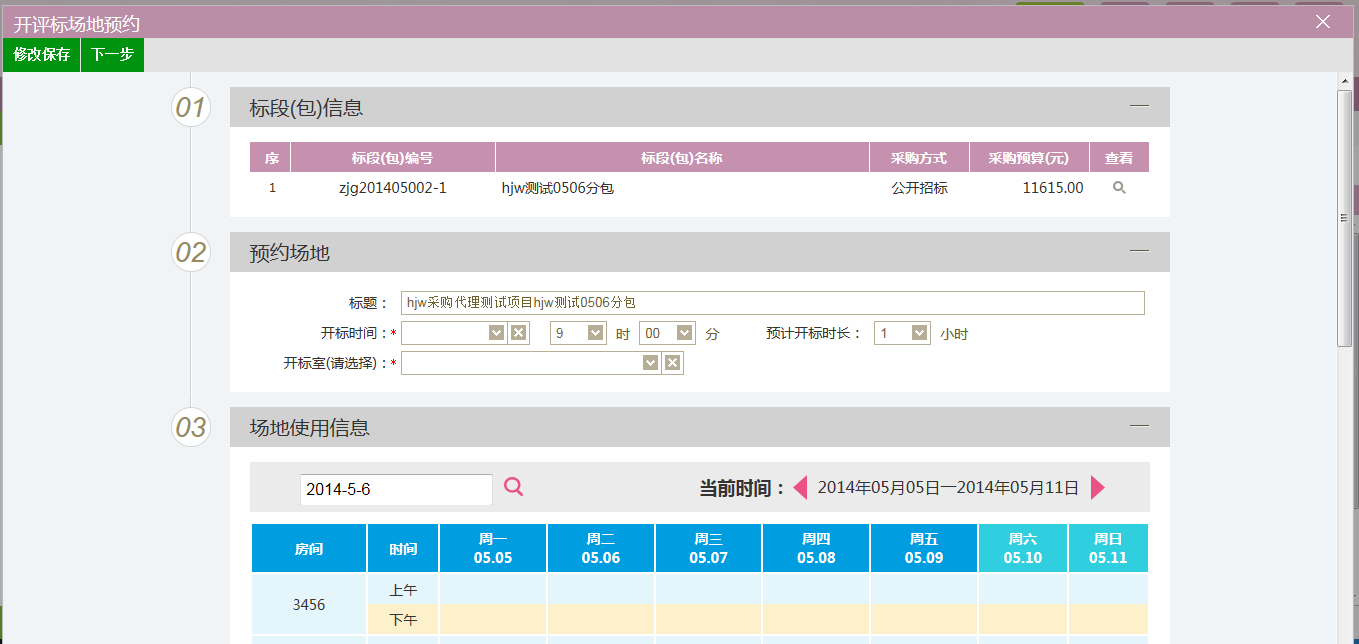 开评标场地预约
修改保存 下一步
01 标段(包)信息
序 标段(包)编号 标段(包)名称 采购方式 采购预算(元) 查看
1 zjg201405002-1 hjw测试0506分包 公开招标 11615.00
02 预约场地
标题： hjw采购代理测试项目hjw测试0506分包
开标时间：* 9 时 00 分 预计开标时长： 1 小时
开标室(请选择)：*
03 场地使用信息
2014-5-6 当前时间： 2014年05月05日—2014年05月11日
房间 时间 周一 周二 周三 周四 周五 周六 周日
05.05 05.06 05.07 05.08 05.09 05.10 05.11
3456 上午
下午